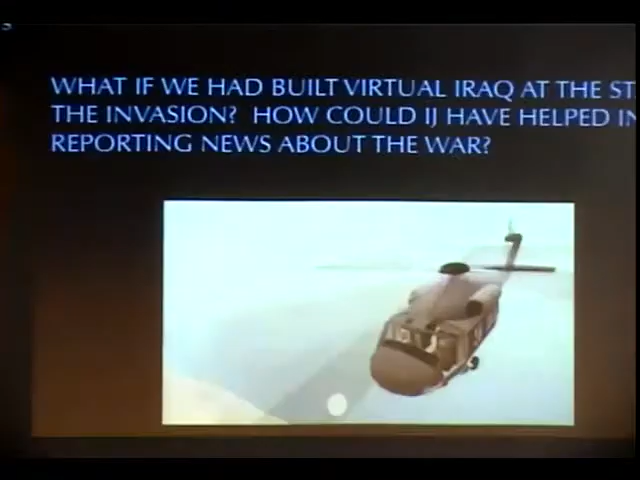 WHAT IF WE HAD BUILT VIRTUAL IRAQ AT THE
THE INVASION? HOW COULD IJ HAVE HELPED
REPORTING NEWS ABOUT THE WAR?